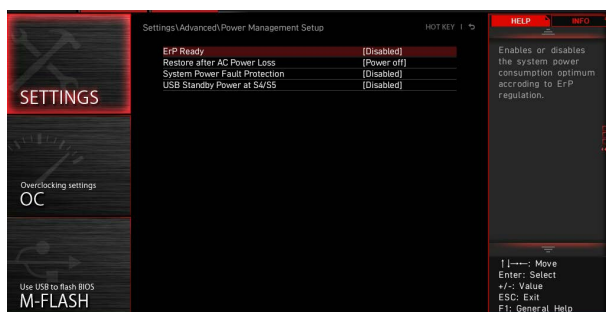 Settings\Advanced\Power Management Setup
HOT KEY | ↩
HELP
INFO
ErP Ready [Disabled]
Restore after AC Power Loss [Power off]
System Power Fault Protection [Disabled]
USB Standby Power at S4/S5 [Disabled]
SETTINGS
Overclocking settings
OC
Use USB to flash BIOS
M-FLASH
Enables or disables
the system power
consumption optimum
accroding to ErP
regulation.
↑↓→←: Move
Enter: Select
+/-: Value
ESC: Exit
F1: General Help